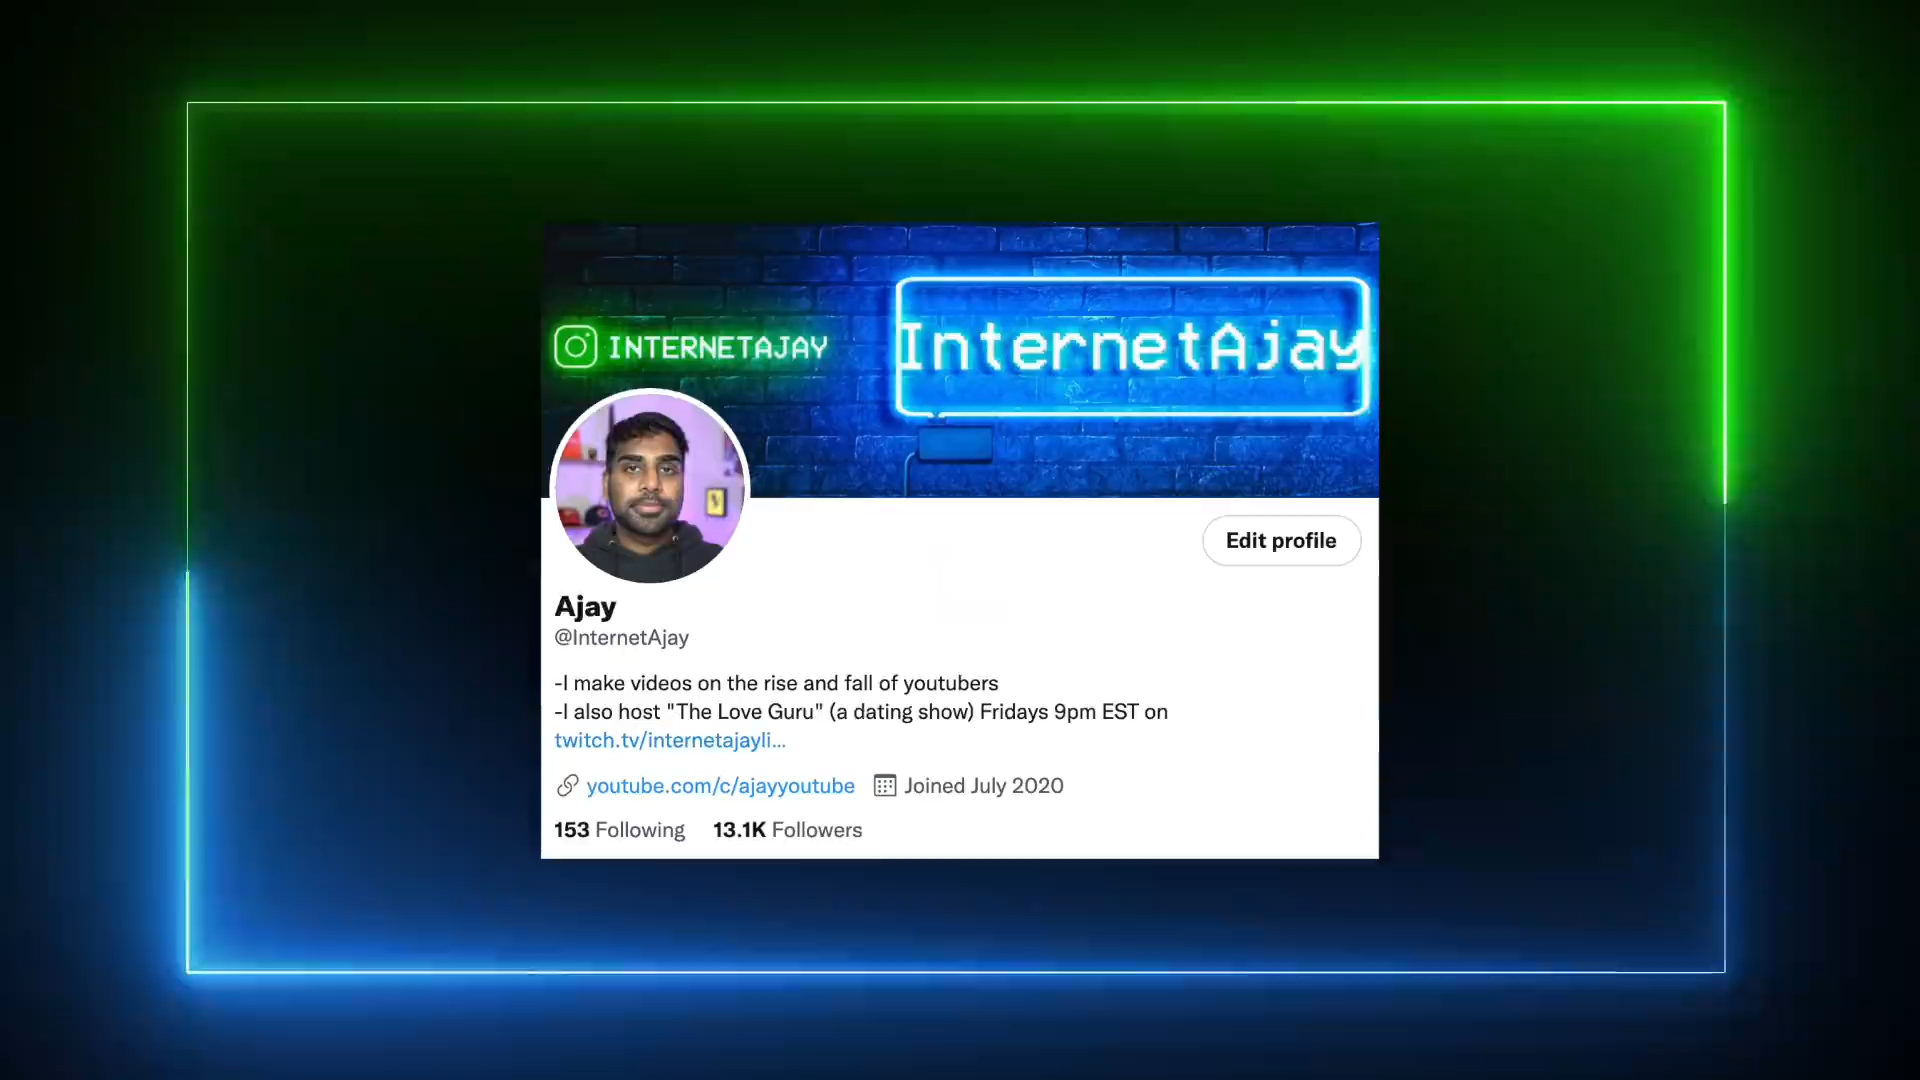 INTERNETAJAY
InternetAjay
Edit profile
Ajay
@InternetAjay
-I make videos on the rise and fall of youtubers
-I also host "The Love Guru" (a dating show) Fridays 9pm EST on
twitch.tv/internetajayli...
youtube.com/c/ajayyoutube Joined July 2020
153 Following 13.1K Followers